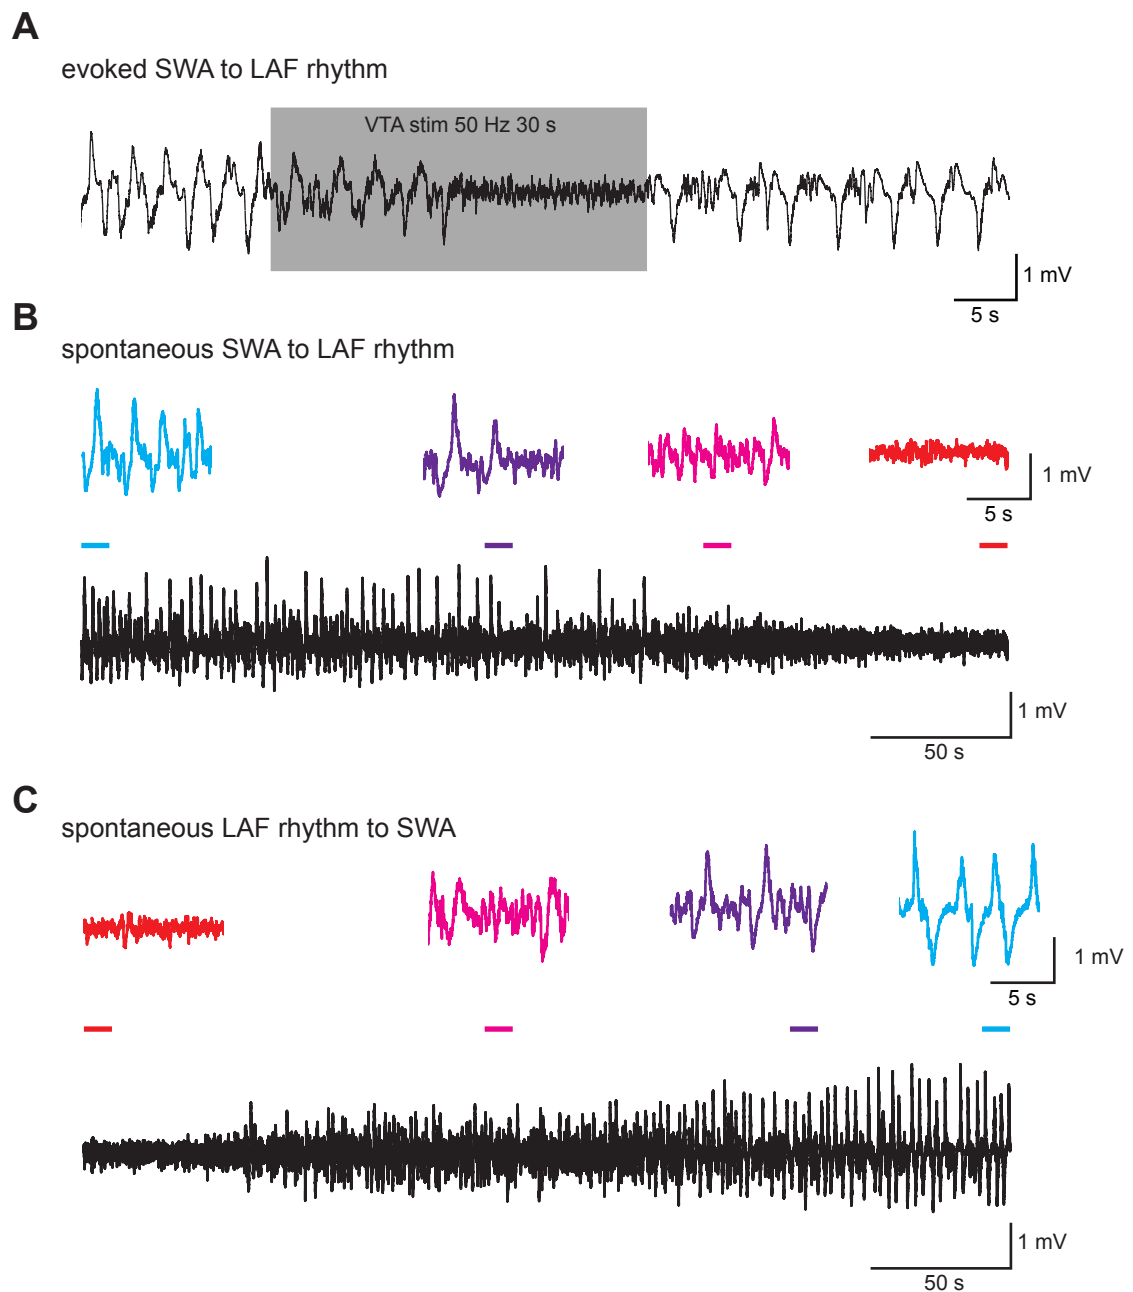 A
evoked SWA to LAF rhythm
VTA stim 50 Hz 30 s
1 mV
5 s
B
spontaneous SWA to LAF rhythm
1 mV
5 s
1 mV
50 s
C
spontaneous LAF rhythm to SWA
1 mV
5 s
1 mV
50 s